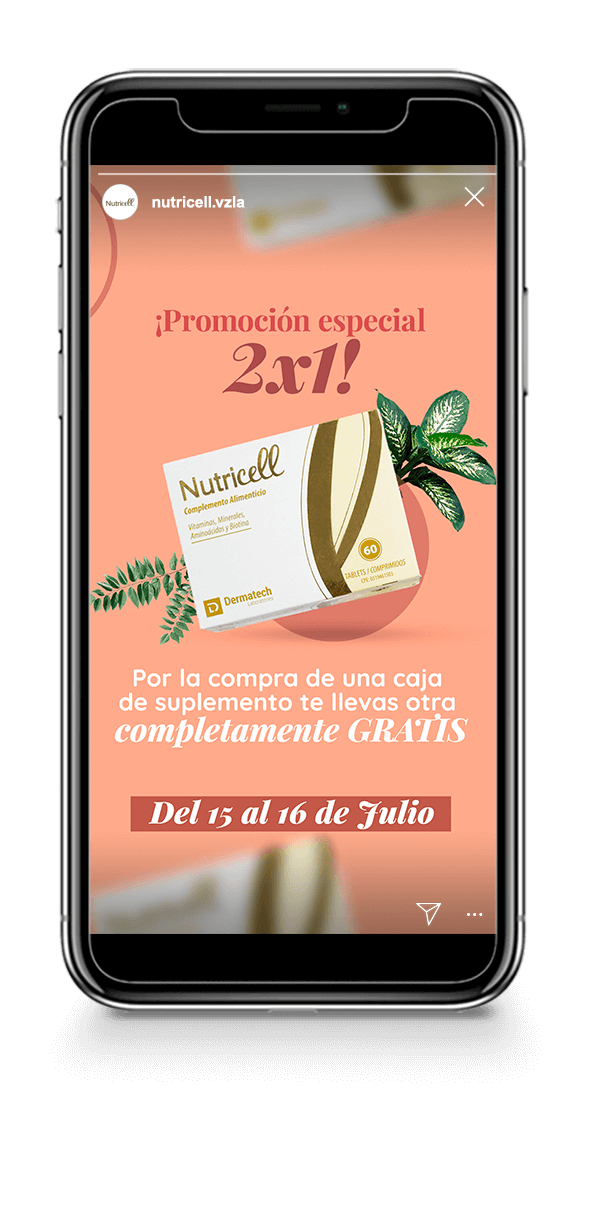 Nutricell
nutricell.vzla
¡Promoción especial
2x1!
Nutricell
Complemento Alimenticio
Vitaminas, Minerales,
Aminoácidos y Biotina
60
TABLETS / COMPRIMIDOS
Dermatech
Laboratories
Por la compra de una caja
de suplemento te llevas otra
completamente GRATIS
Del 15 al 16 de Julio